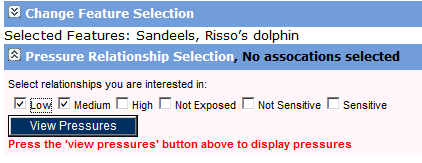 Change Feature Selection
Selected Features: Sandeels, Risso's dolphin
Pressure Relationship Selection, No assocations selected
Select relationships you are interested in:
Low Medium High Not Exposed Not Sensitive Sensitive
View Pressures
Press the 'view pressures' button above to display pressures